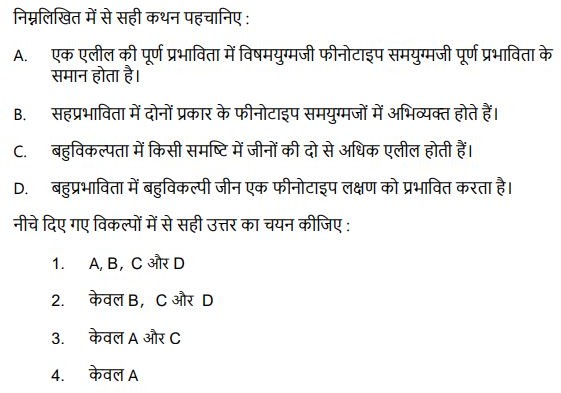 निम्नलिखित में से सही कथन पहचानिए :
A. एक एलील की पूर्ण प्रभाविता में विषमयुग्मजी फीनोटाइप समयुग्मजी पूर्ण प्रभाविता के
समान होता है।
B. सहप्रभाविता में दोनों प्रकार के फीनोटाइप समयुग्मजों में अभिव्यक्त होते हैं।
C. बहुविकल्पता में किसी समष्टि में जीनों की दो से अधिक एलील होती हैं।
D. बहुप्रभाविता में बहुविकल्पी जीन एक फीनोटाइप लक्षण को प्रभावित करता है।
नीचे दिए गए विकल्पों में से सही उत्तर का चयन कीजिए :
1. A, B, C और D
2. केवल B, C और D
3. केवल A और C
4. केवल A